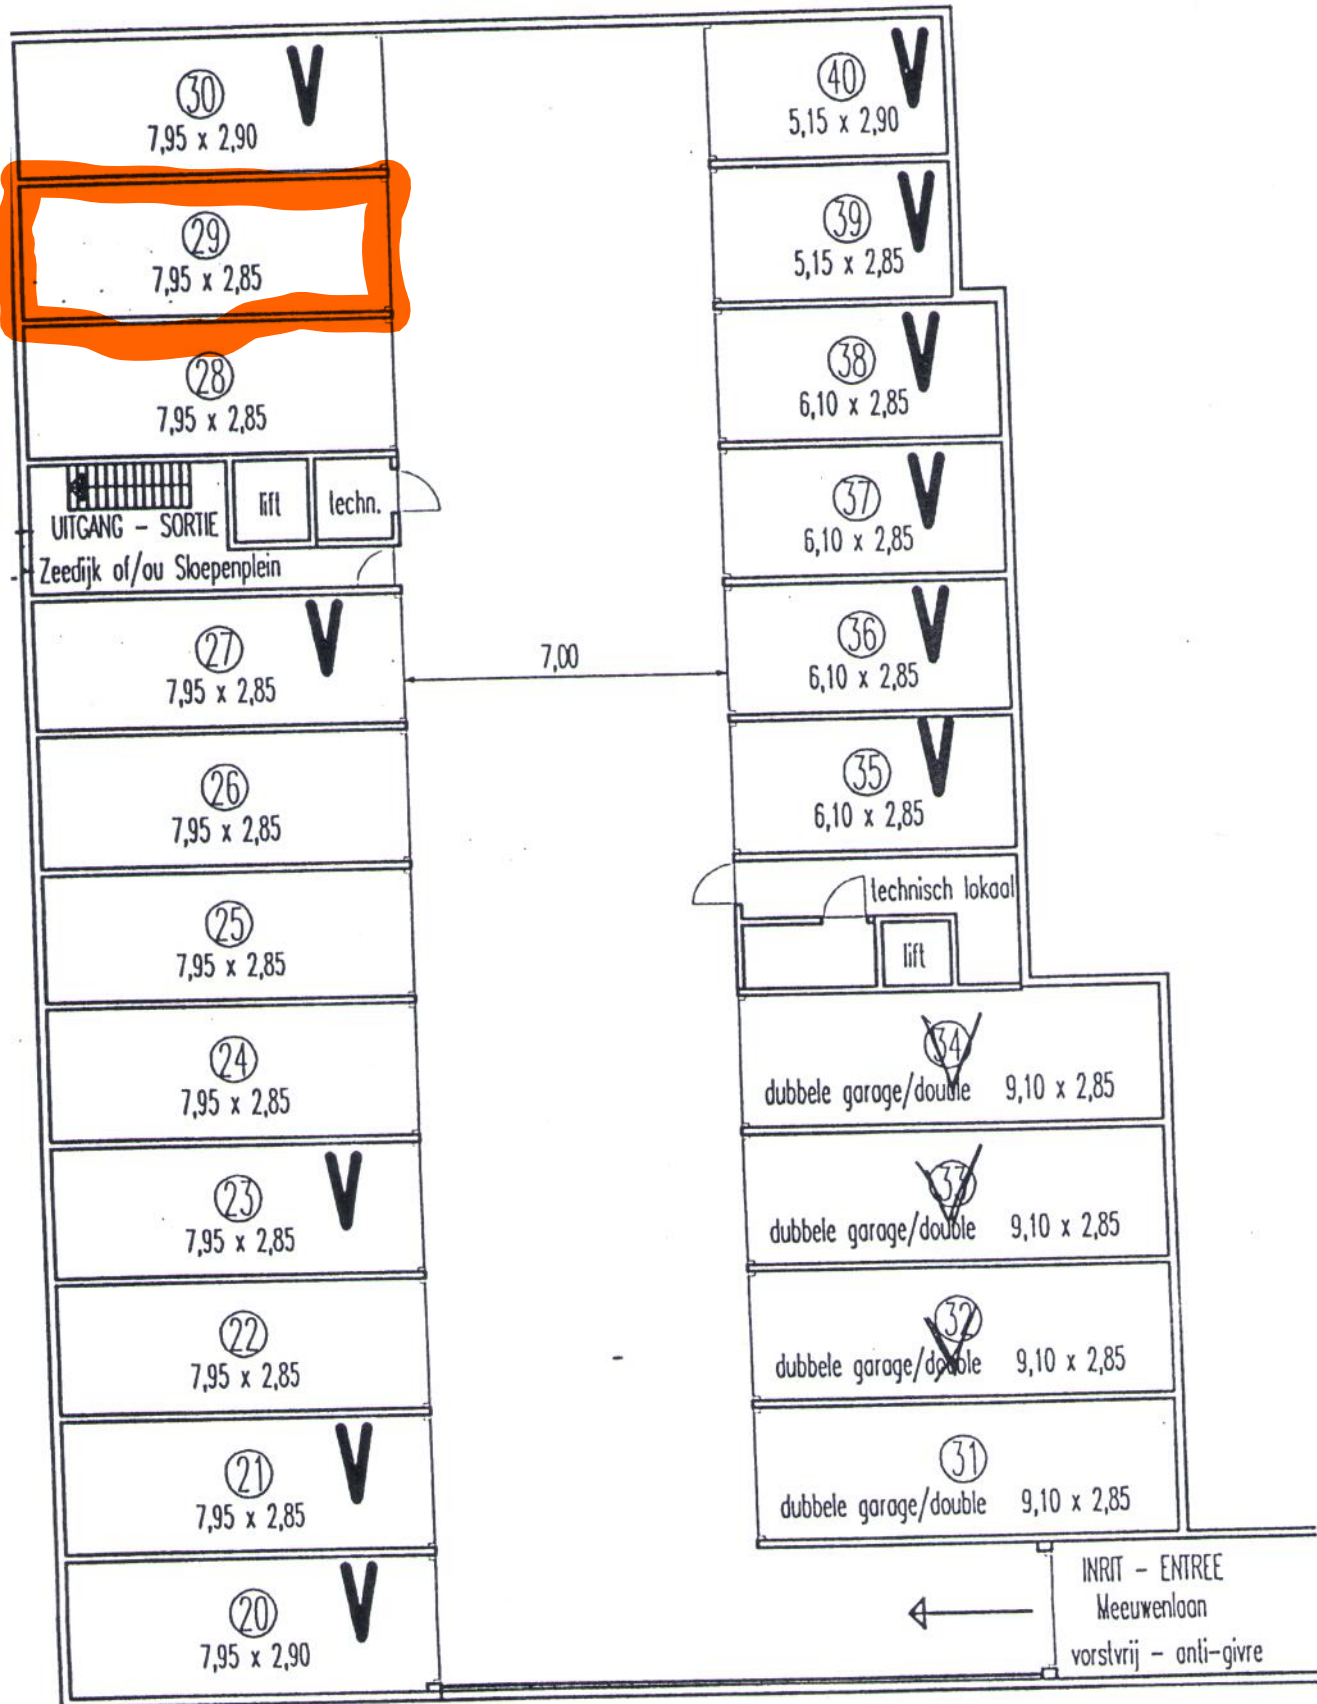 30
V
7,95 x 2,90
29
7,95 x 2,85
28
7,95 x 2,85
lift
techn.
UITGANG - SORTIE
Zeedijk of/ou Sloepenplein
27
V
7,95 x 2,85
26
7,95 x 2,85
25
7,95 x 2,85
24
7,95 x 2,85
23
V
7,95 x 2,85
22
7,95 x 2,85
21
V
7,95 x 2,85
20
V
7,95 x 2,90
7,00
40
V
5,15 x 2,90
39
V
5,15 x 2,85
38
V
6,10 x 2,85
37
V
6,10 x 2,85
36
V
6,10 x 2,85
35
V
6,10 x 2,85
technisch lokaal
lift
34
V
dubbele garage/double 9,10 x 2,85
33
V
dubbele garage/double 9,10 x 2,85
32
V
dubbele garage/double 9,10 x 2,85
31
dubbele garage/double 9,10 x 2,85
INRIT - ENTREE
Meeuwenlaan
vorstvrij - anti-givre